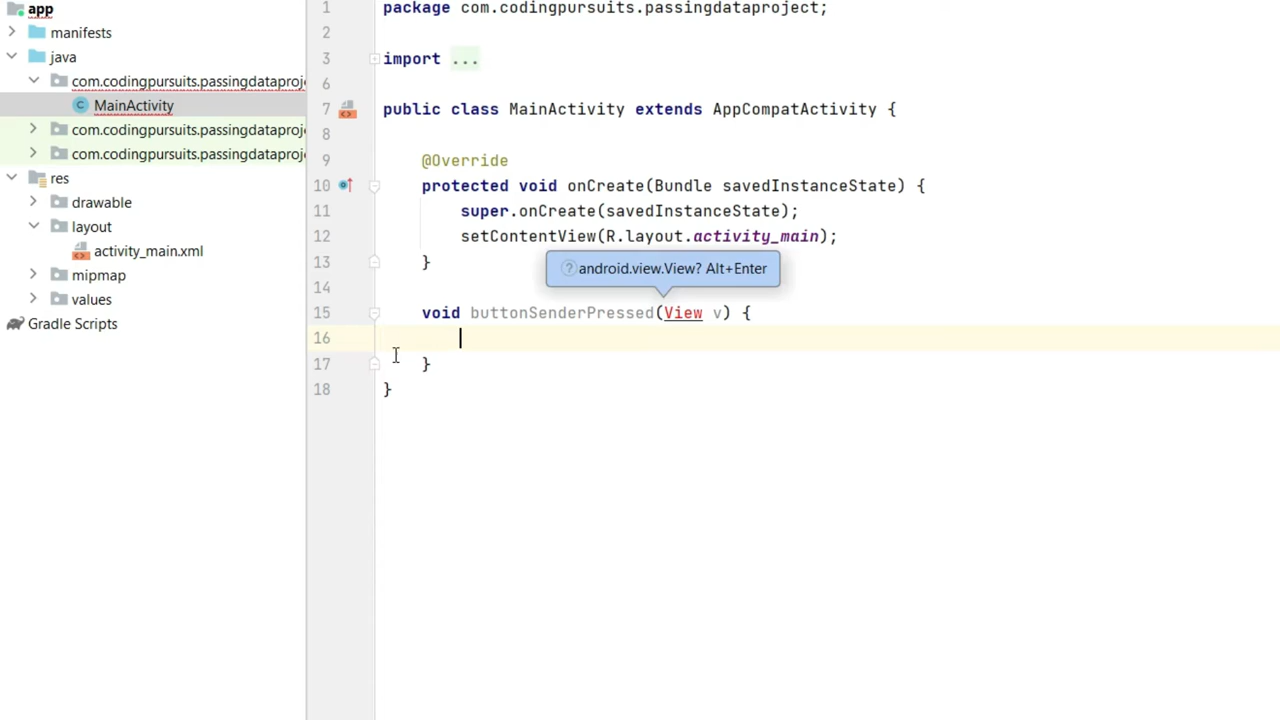 app
manifests
java
com.codingpursuits.passingdataproje
MainActivity
com.codingpursuits.passingdataproje
com.codingpursuits.passingdataproje
res
drawable
layout
activity_main.xml
mipmap
values
Gradle Scripts
1 package com.codingpursuits.passingdataproject;
2
3 import ...
6
7 public class MainActivity extends AppCompatActivity {
8
9 @Override
10 protected void onCreate(Bundle savedInstanceState) {
11 super.onCreate(savedInstanceState);
12 setContentView(R.layout.activity_main);
13 }
? android.view.View? Alt+Enter
14
15 void buttonSenderPressed(View v) {
16
17 }
18 }